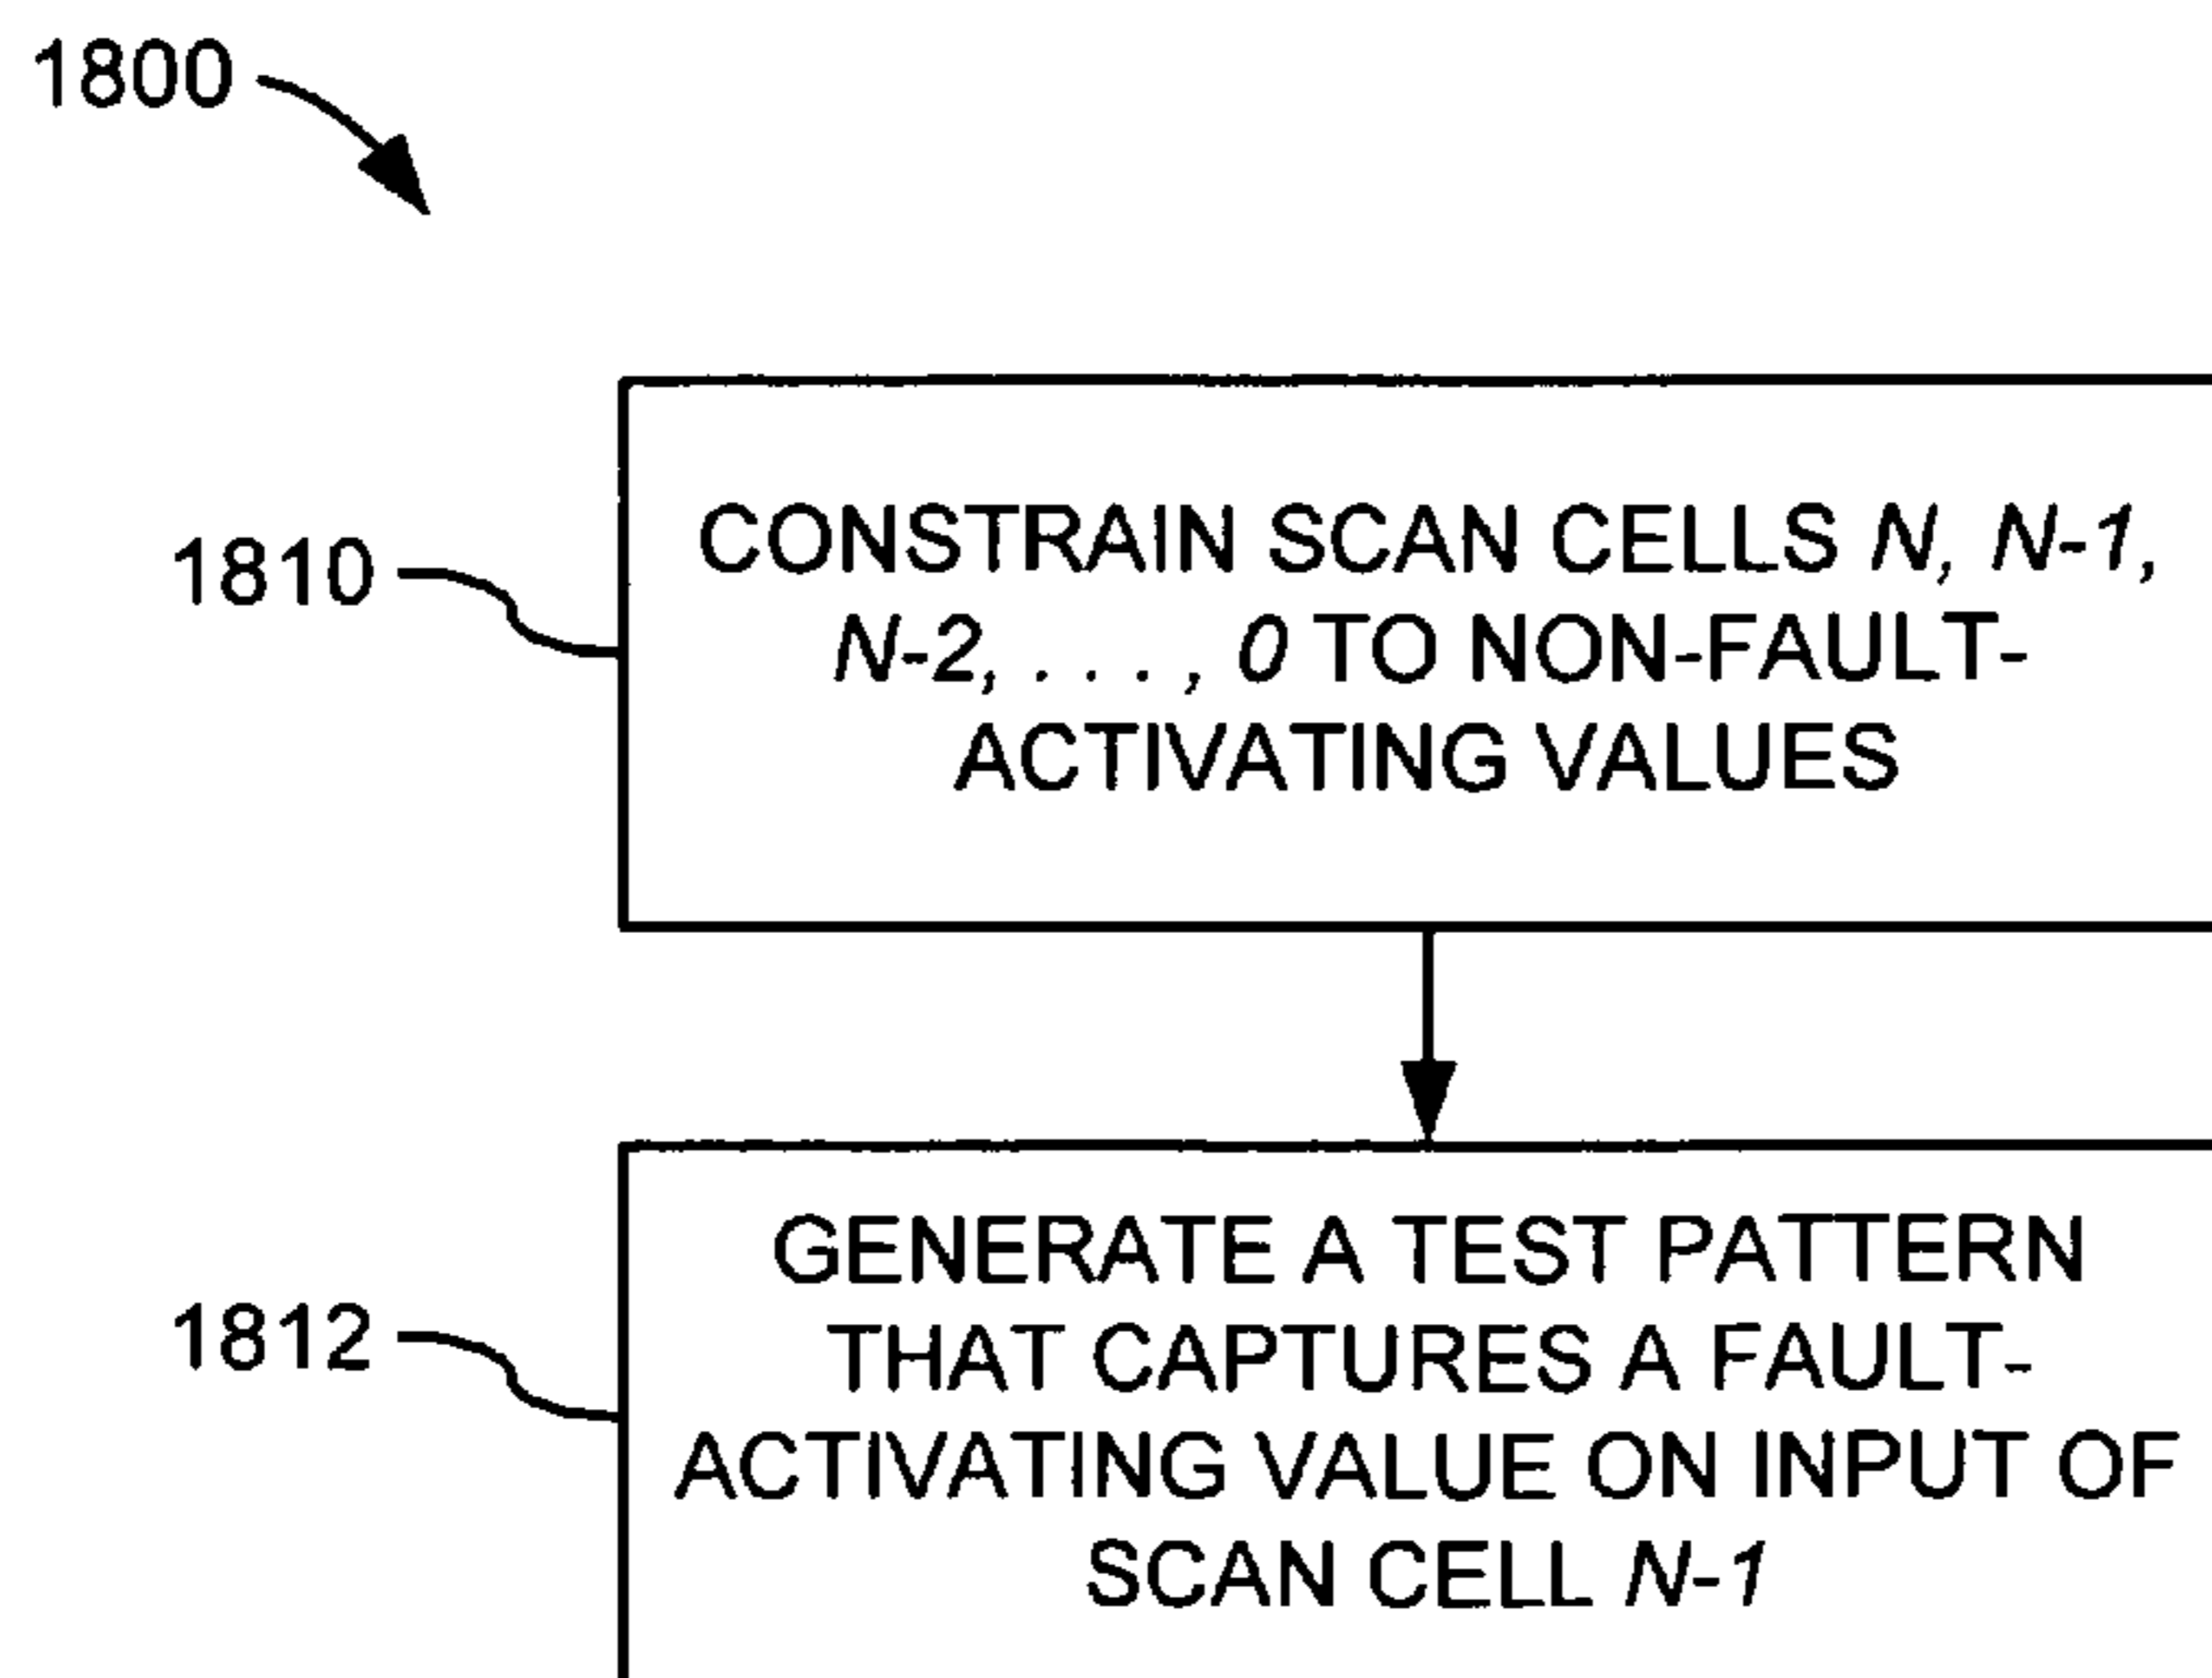 1800
1810
CONSTRAIN SCAN CELLS N, N-1,
N-2, . . . , 0 TO NON-FAULT-
ACTIVATING VALUES
1812
GENERATE A TEST PATTERN
THAT CAPTURES A FAULT-
ACTIVATING VALUE ON INPUT OF
SCAN CELL N-1